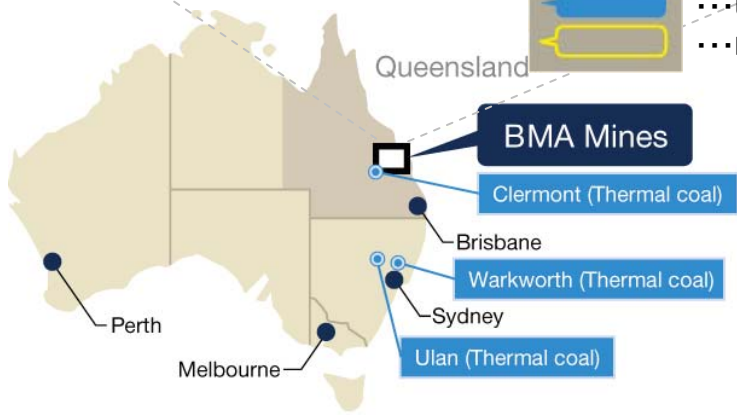 Queensland
BMA Mines
Clermont (Thermal coal)
Brisbane
Warkworth (Thermal coal)
Sydney
Perth
Ulan (Thermal coal)
Melbourne